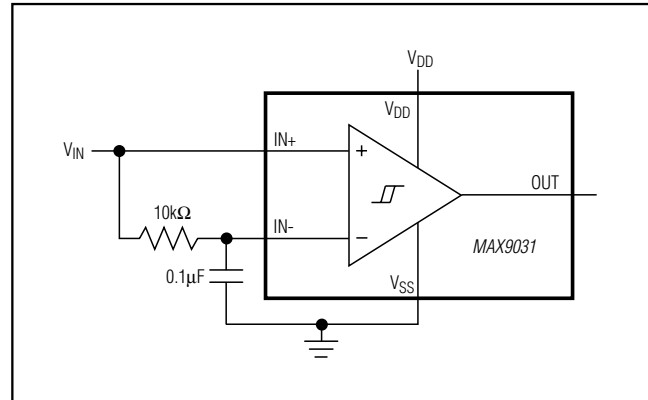 VDD
VDD
VIN
IN+
+
OUT
10kΩ
IN-
–
MAX9031
0.1µF
VSS